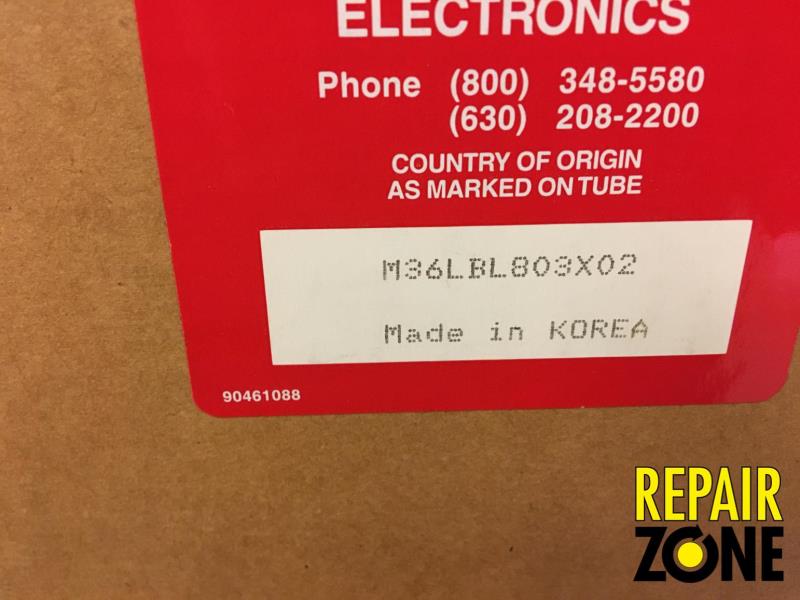 ELECTRONICS
Phone (800) 348-5580
(630) 208-2200
COUNTRY OF ORIGIN
AS MARKED ON TUBE
M36LBL803X02
Made in KOREA
90461088
REPAIR
ZONE